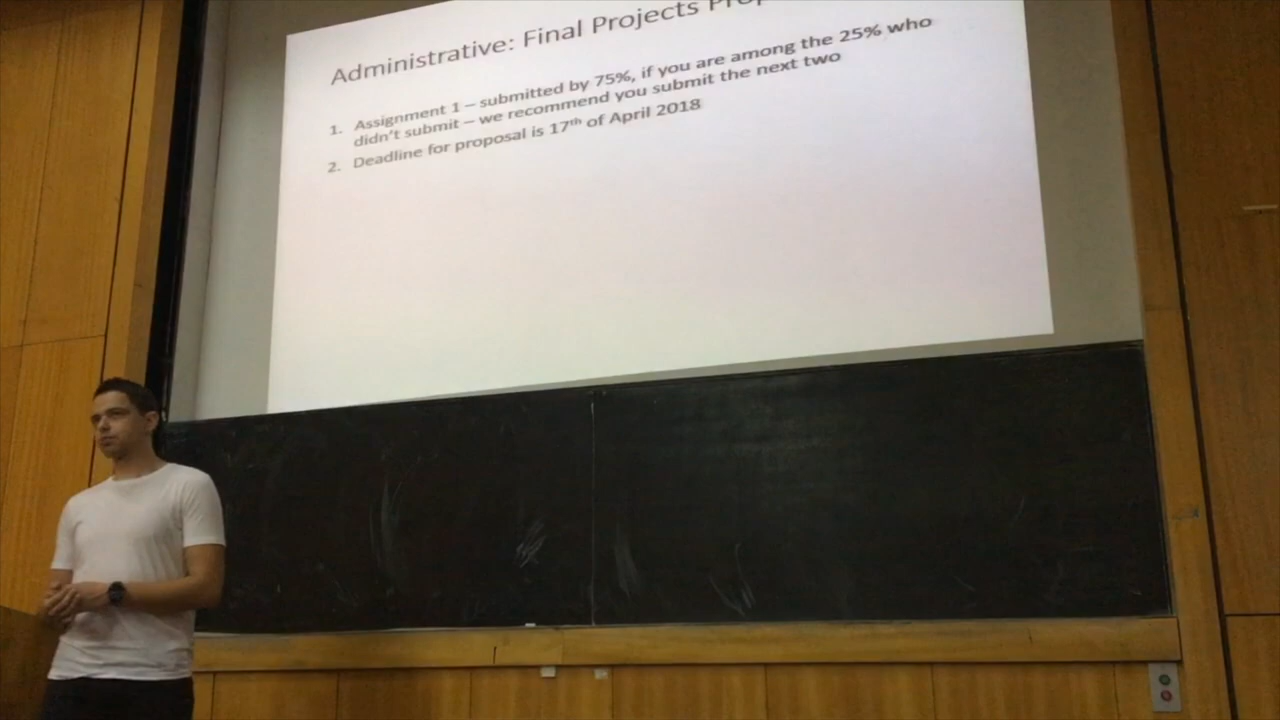 Administrative: Final Projects
1. Assignment 1 – submitted by 75%, if you are among the 25% who
didn't submit – we recommend you submit the next two
2. Deadline for proposal is 17th of April 2018